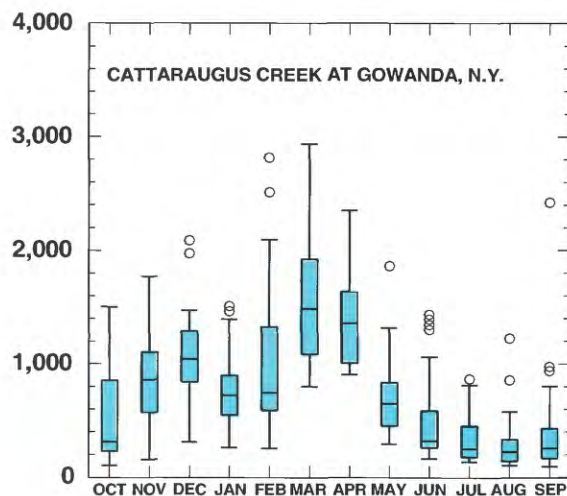 4,000
CATTARAUGUS CREEK AT GOWANDA, N.Y.
3,000
2,000
1,000
0
OCT NOV DEC JAN FEB MAR APR MAY JUN JUL AUG SEP